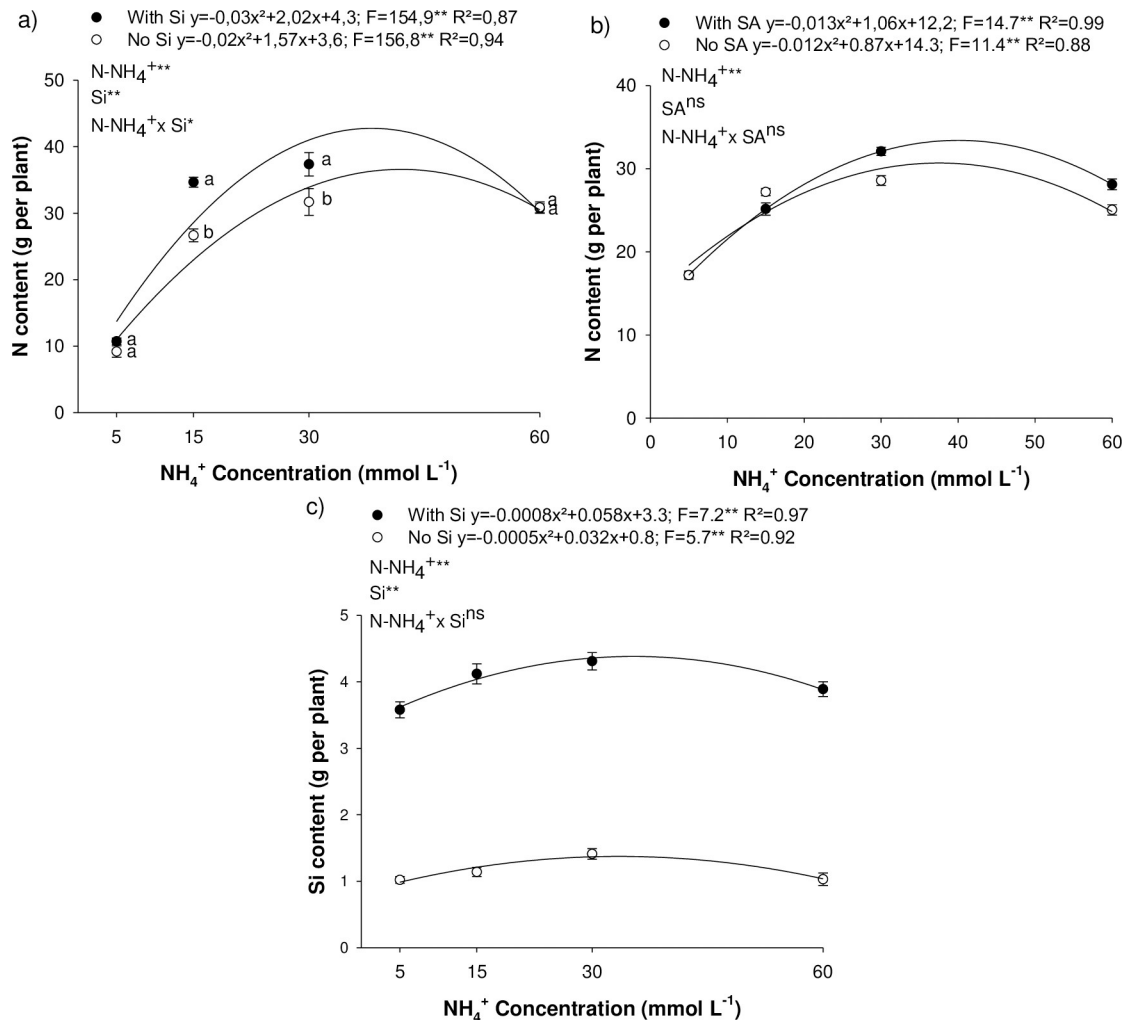 a)
● With Si y=-0,03x²+2,02x+4,3; F=154,9** R²=0,87
○ No Si y=-0,02x²+1,57x+3,6; F=156,8** R²=0,94
N-NH₄⁺**
Si**
N-NH₄⁺x Si*
N content (g per plant)
50
40
30
20
10
0
a
a
a
b
a
b
a
a
5 15 30 60
NH₄⁺ Concentration (mmol L⁻¹)
b)
● With SA y=-0,013x²+1,06x+12,2; F=14.7** R²=0.99
○ No SA y=-0.012x²+0.87x+14.3; F=11.4** R²=0.88
N-NH₄⁺**
SAⁿˢ
N-NH₄⁺x SAⁿˢ
N content (g per plant)
40
30
20
10
0
0 10 20 30 40 50 60
NH₄⁺ Concentration (mmol L⁻¹)
c)
● With Si y=-0.0008x²+0.058x+3.3; F=7.2** R²=0.97
○ No Si y=-0.0005x²+0.032x+0.8; F=5.7** R²=0.92
N-NH₄⁺**
Si**
N-NH₄⁺x Siⁿˢ
Si content (g per plant)
5
4
3
2
1
0
5 15 30 60
NH₄⁺ Concentration (mmol L⁻¹)